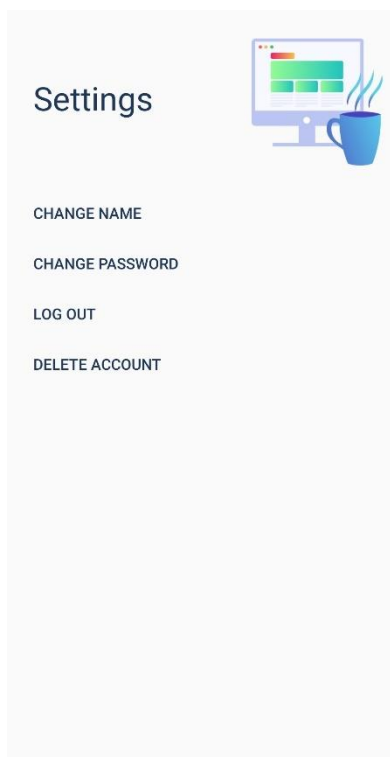 Settings
CHANGE NAME
CHANGE PASSWORD
LOG OUT
DELETE ACCOUNT